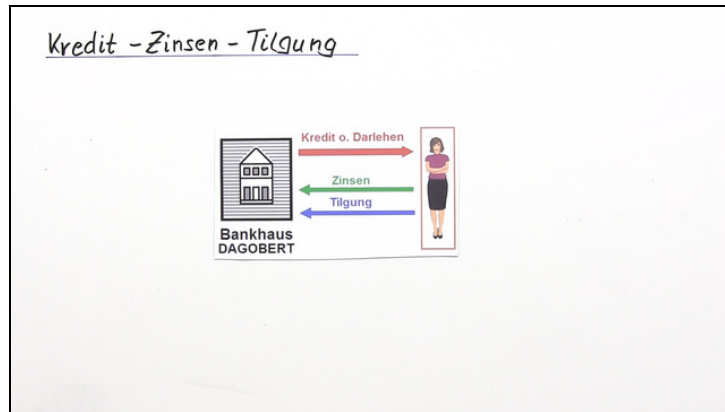 Kredit - Zinsen - Tilgung
Kredit o. Darlehen
Zinsen
Tilgung
Bankhaus
DAGOBERT